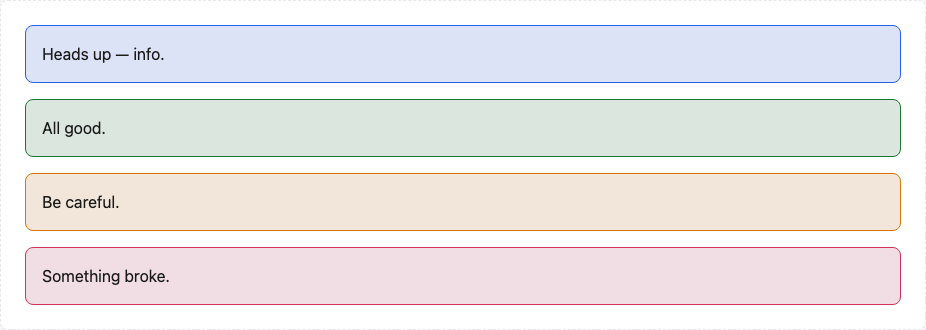 Heads up — info.
All good.
Be careful.
Something broke.